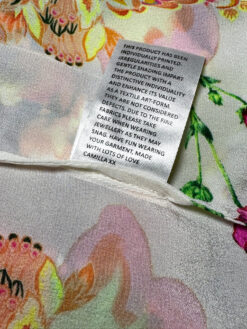 THIS PRODUCT HAS BEEN
INDIVIDUALLY PRINTED.
IRREGULARITIES AND
GENTLE SHADING IMPART
THE PRODUCT WITH A
DISTINCTIVE INDIVIDUALITY
AND ENHANCE ITS VALUE
AS A TEXTILE ART-FORM.
THEY ARE NOT CONSIDERED
DEFECTS. DUE TO THE FINE
FABRICS PLEASE TAKE
CARE WHEN WEARING
JEWELLERY AS THEY MAY
SNAG. HAVE FUN WEARING
YOUR GARMENT, MADE
WITH LOTS OF LOVE
CAMILLA XX